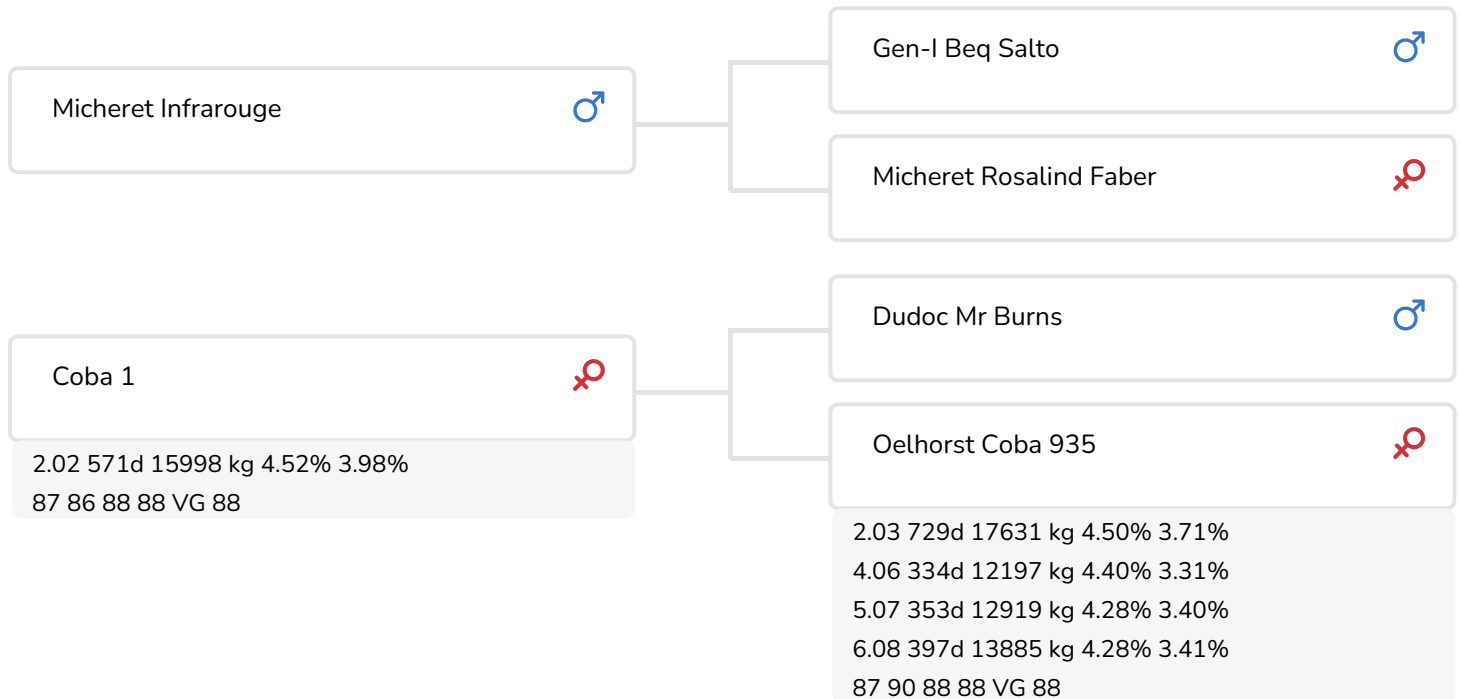 Micheret Infrarouge
Gen-I Beq Salto
Micheret Rosalind Faber
Coba 1
2.02 571d 15998 kg 4.52% 3.98%
87 86 88 88 VG 88
Dudoc Mr Burns
Oelhorst Coba 935
2.03 729d 17631 kg 4.50% 3.71%
4.06 334d 12197 kg 4.40% 3.31%
5.07 353d 12919 kg 4.28% 3.40%
6.08 397d 13885 kg 4.28% 3.41%
87 90 88 88 VG 88